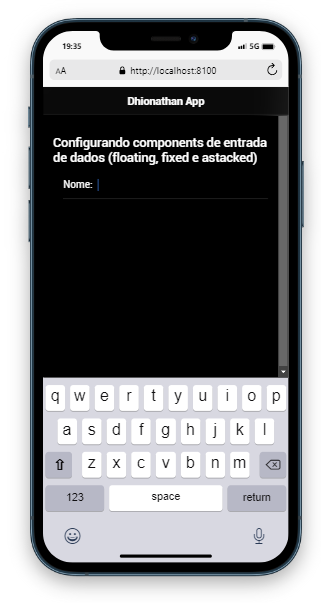 19:35 5G
AA http://localhost:8100
Dhionathan App
Configurando components de entrada
de dados (floating, fixed e astacked)
Nome:
q w e r t y u i o p
a s d f g h j k l
z x c v b n m
123 space return